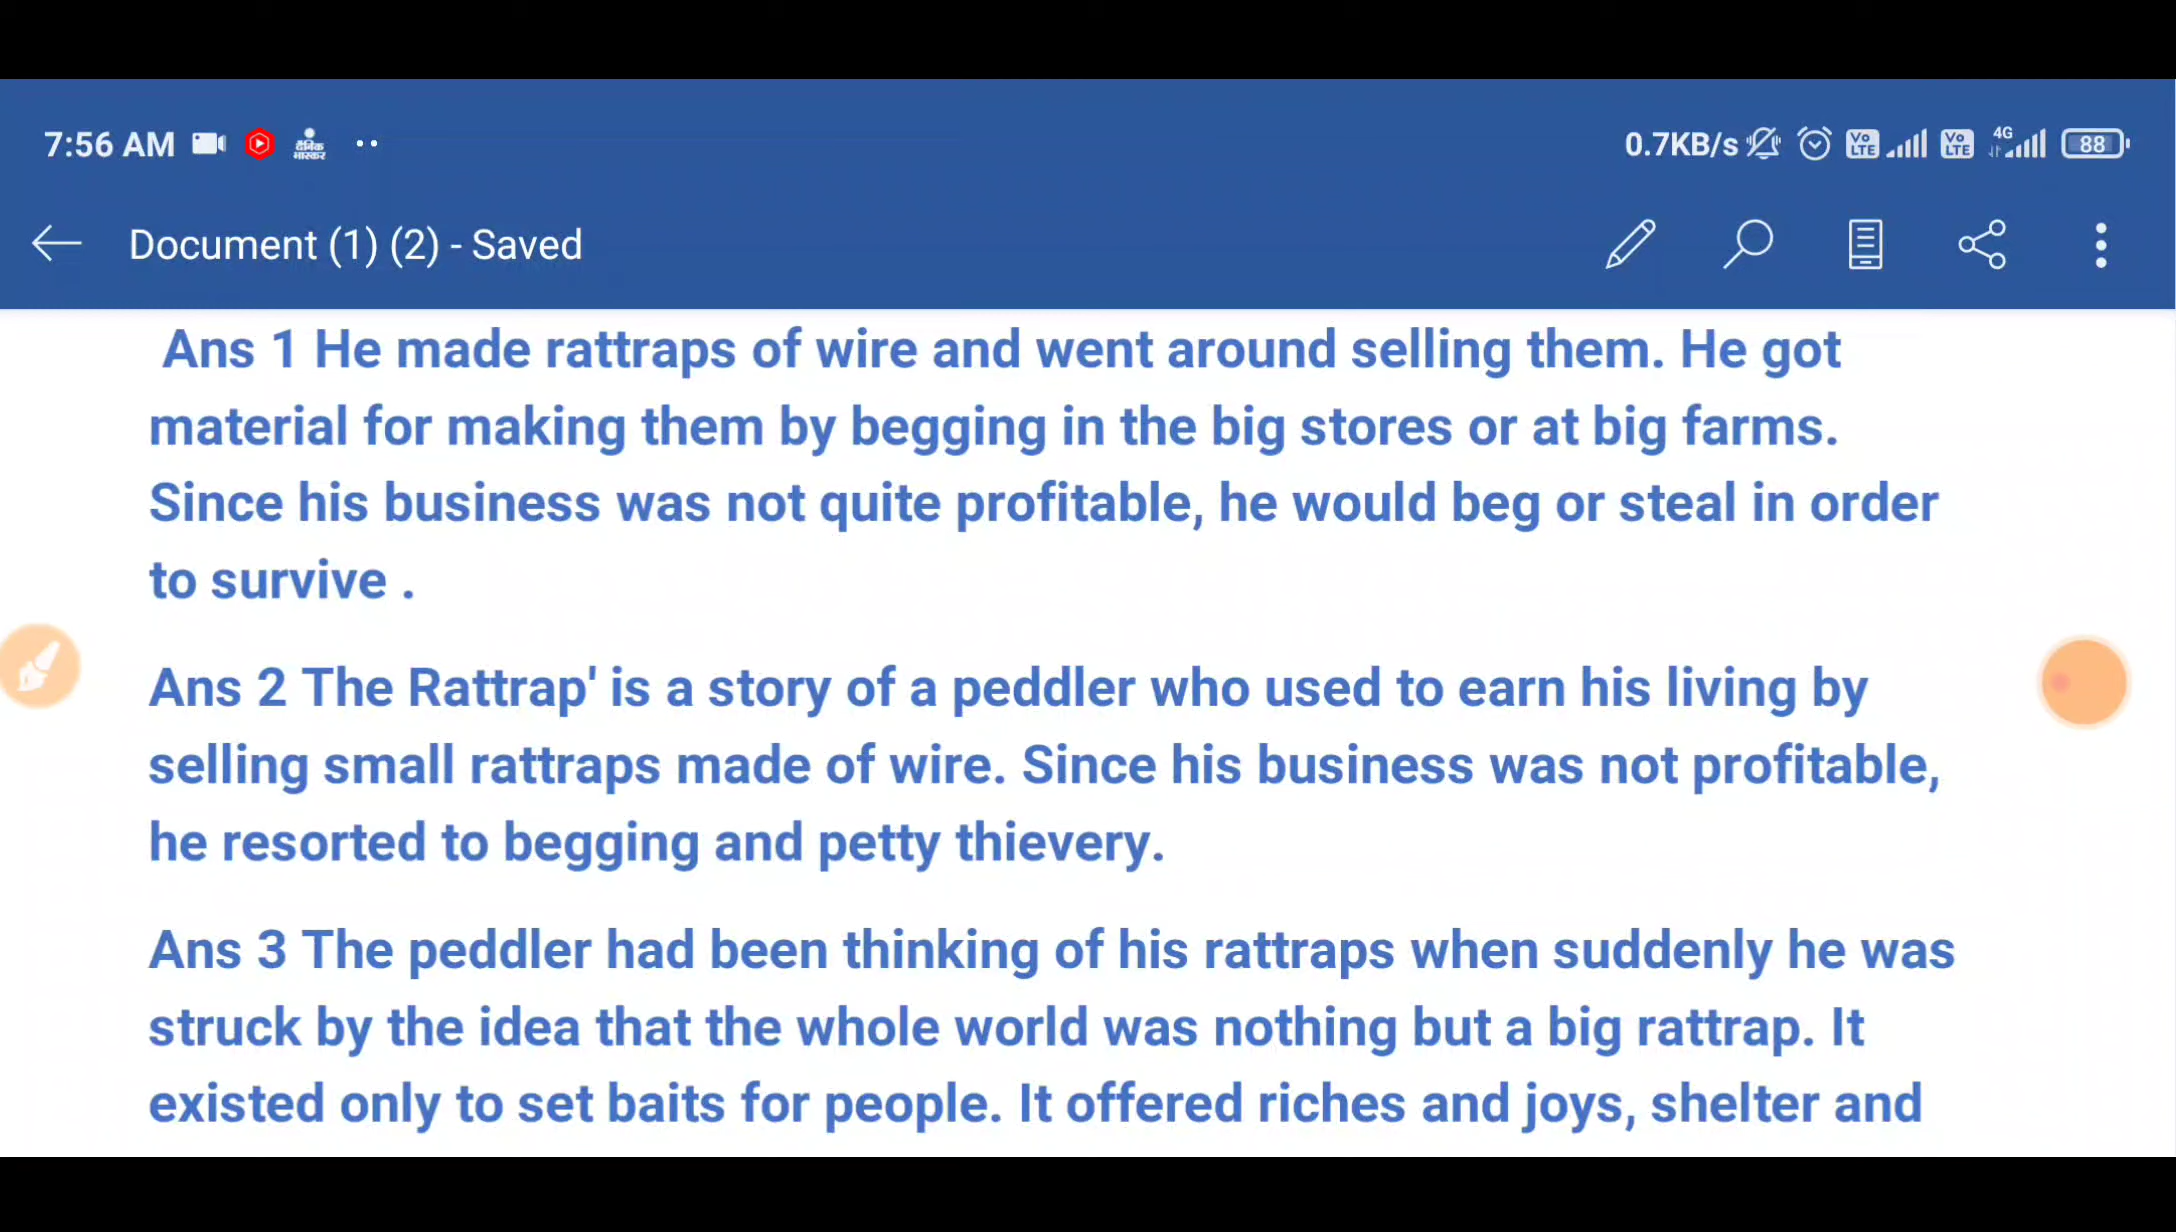 7:56 AM दैनिक भास्कर 0.7KB/s Vo LTE Vo LTE 4G 88
Document (1) (2) - Saved
Ans 1 He made rattraps of wire and went around selling them. He got
material for making them by begging in the big stores or at big farms.
Since his business was not quite profitable, he would beg or steal in order
to survive .
Ans 2 The Rattrap' is a story of a peddler who used to earn his living by
selling small rattraps made of wire. Since his business was not profitable,
he resorted to begging and petty thievery.
Ans 3 The peddler had been thinking of his rattraps when suddenly he was
struck by the idea that the whole world was nothing but a big rattrap. It
existed only to set baits for people. It offered riches and joys, shelter and